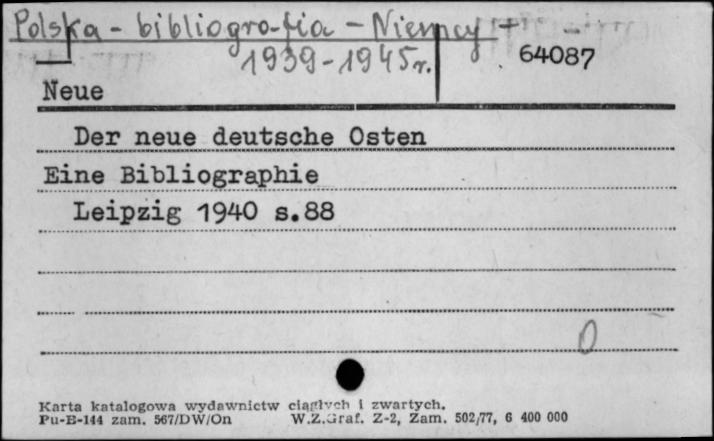 Polska - bibliografia - Niemcy +
1939-1945r.
64087
Neue
Der neue deutsche Osten
Eine Bibliographie
Leipzig 1940 s.88
0
Karta katalogowa wydawnictw ciągłych i zwartych.
Pu-B-144 zam. 567/DW/On W.Z.Graf. Z-2, Zam. 502/77, 6 400 000